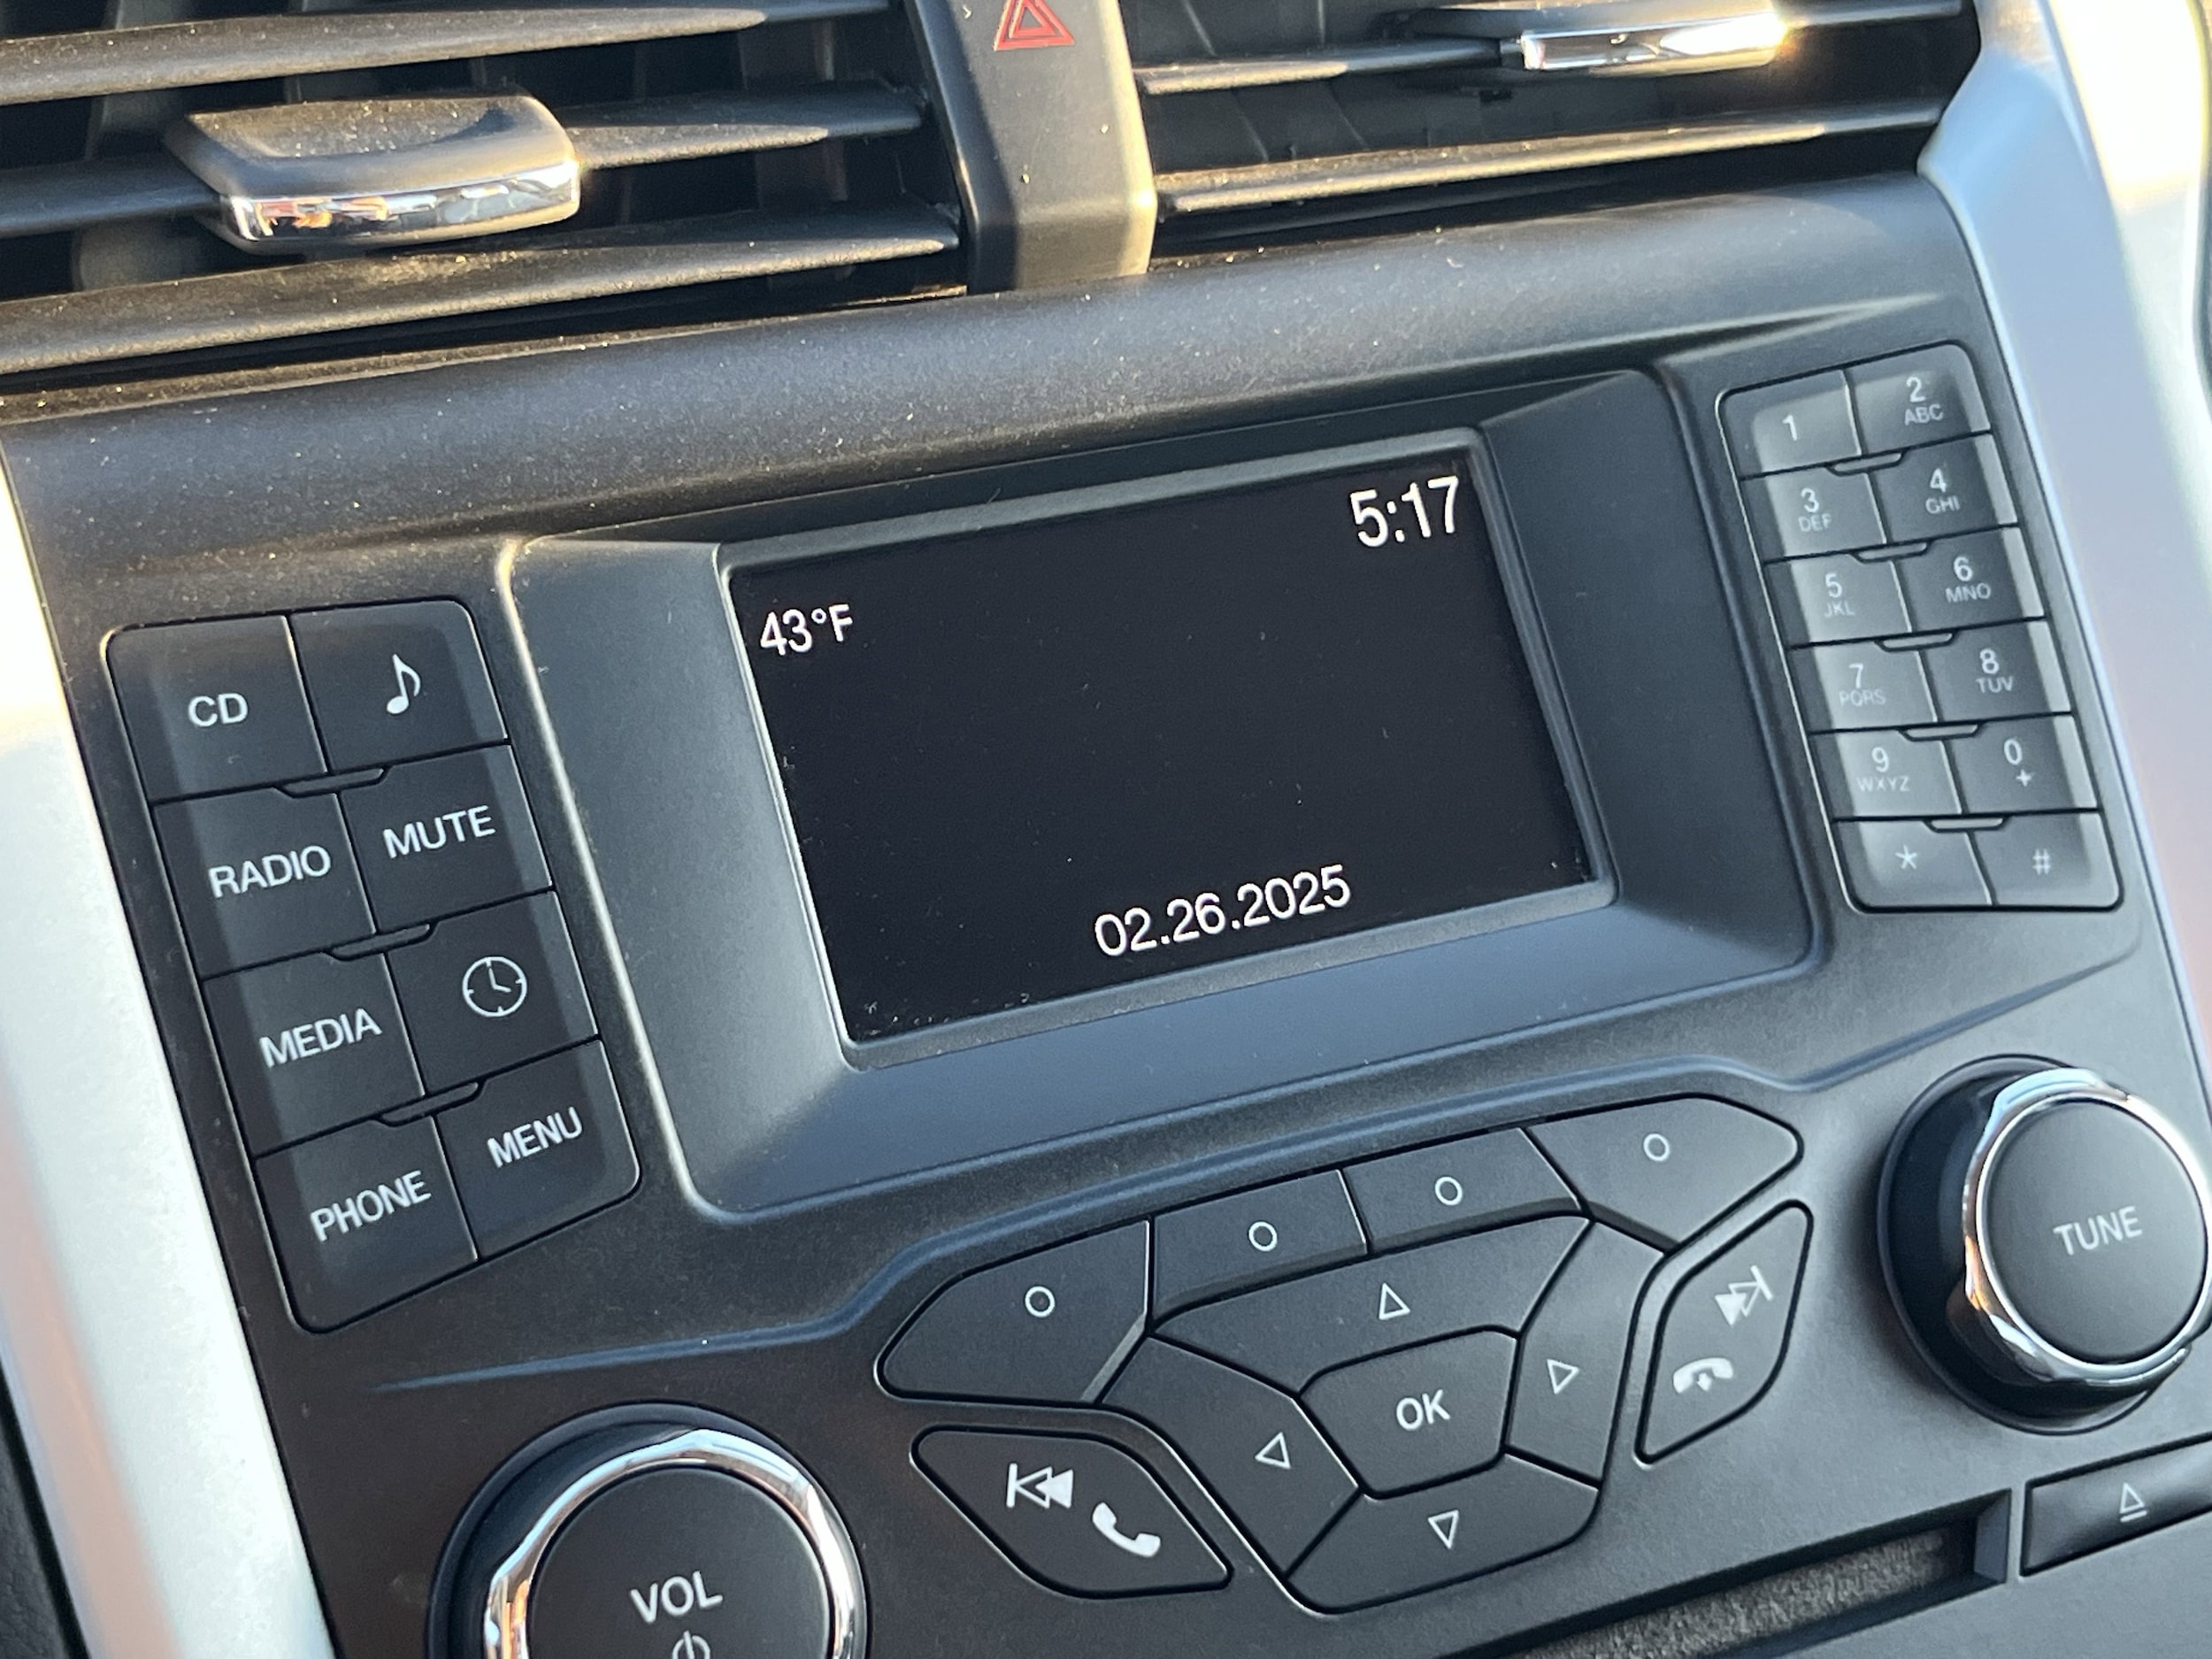 5:17
43°F
02.26.2025
CD
RADIO
MUTE
MEDIA
PHONE
MENU
1
2
ABC
3
DEF
4
GHI
5
JKL
6
MNO
7
PQRS
8
TUV
9
WXYZ
0
+
*
#
OK
TUNE
VOL